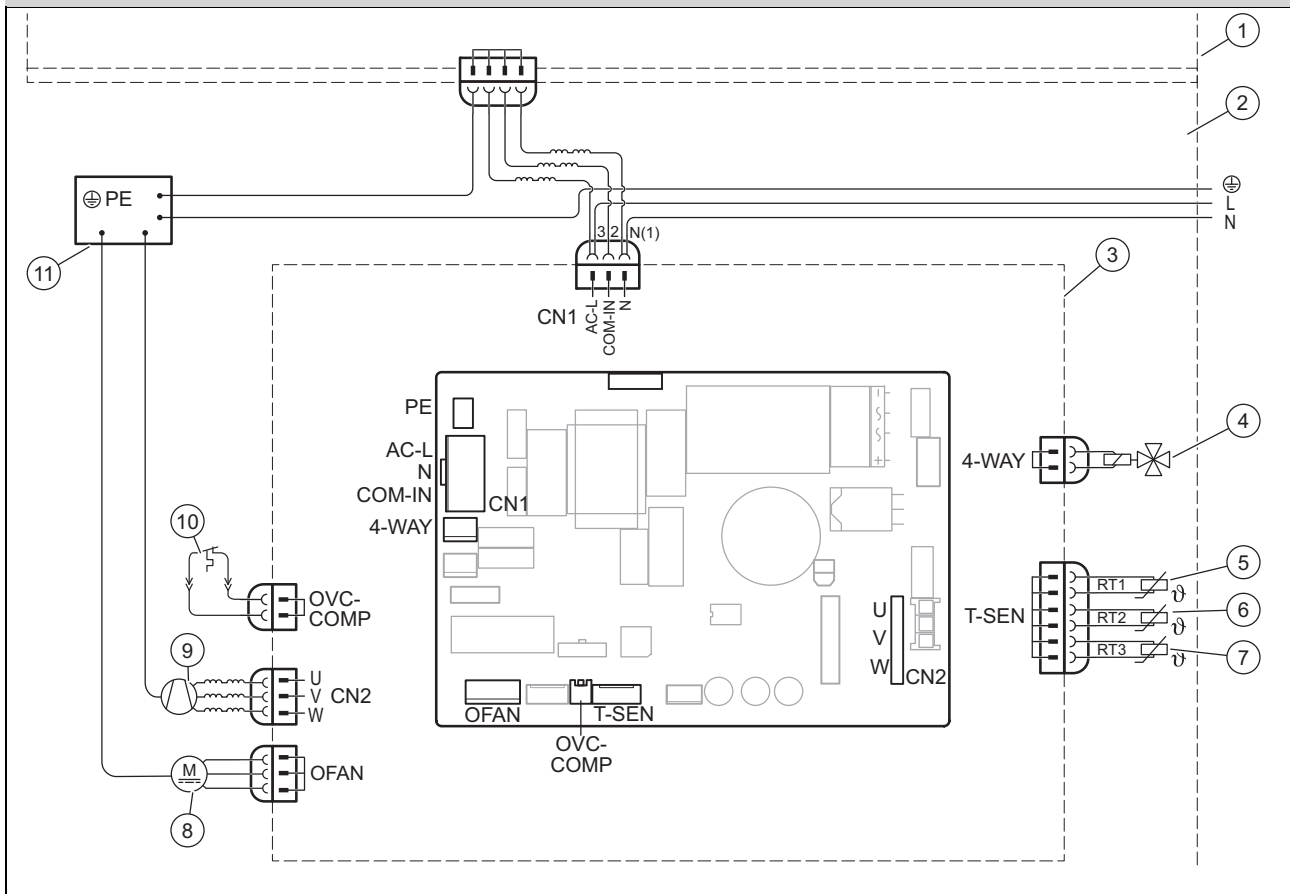 1
2
PE
L
N
11
3 2 N(1)
3
CN1
AC-L
COM-IN
N
PE
AC-L
N
COM-IN
CN1
4-WAY
4-WAY
4
10
OVC-
COMP
T-SEN
RT1
ϑ
5
RT2
ϑ
6
RT3
ϑ
7
U
V
W
CN2
9
U
V
W
CN2
OFAN
T-SEN
OVC-
COMP
M
OFAN
8